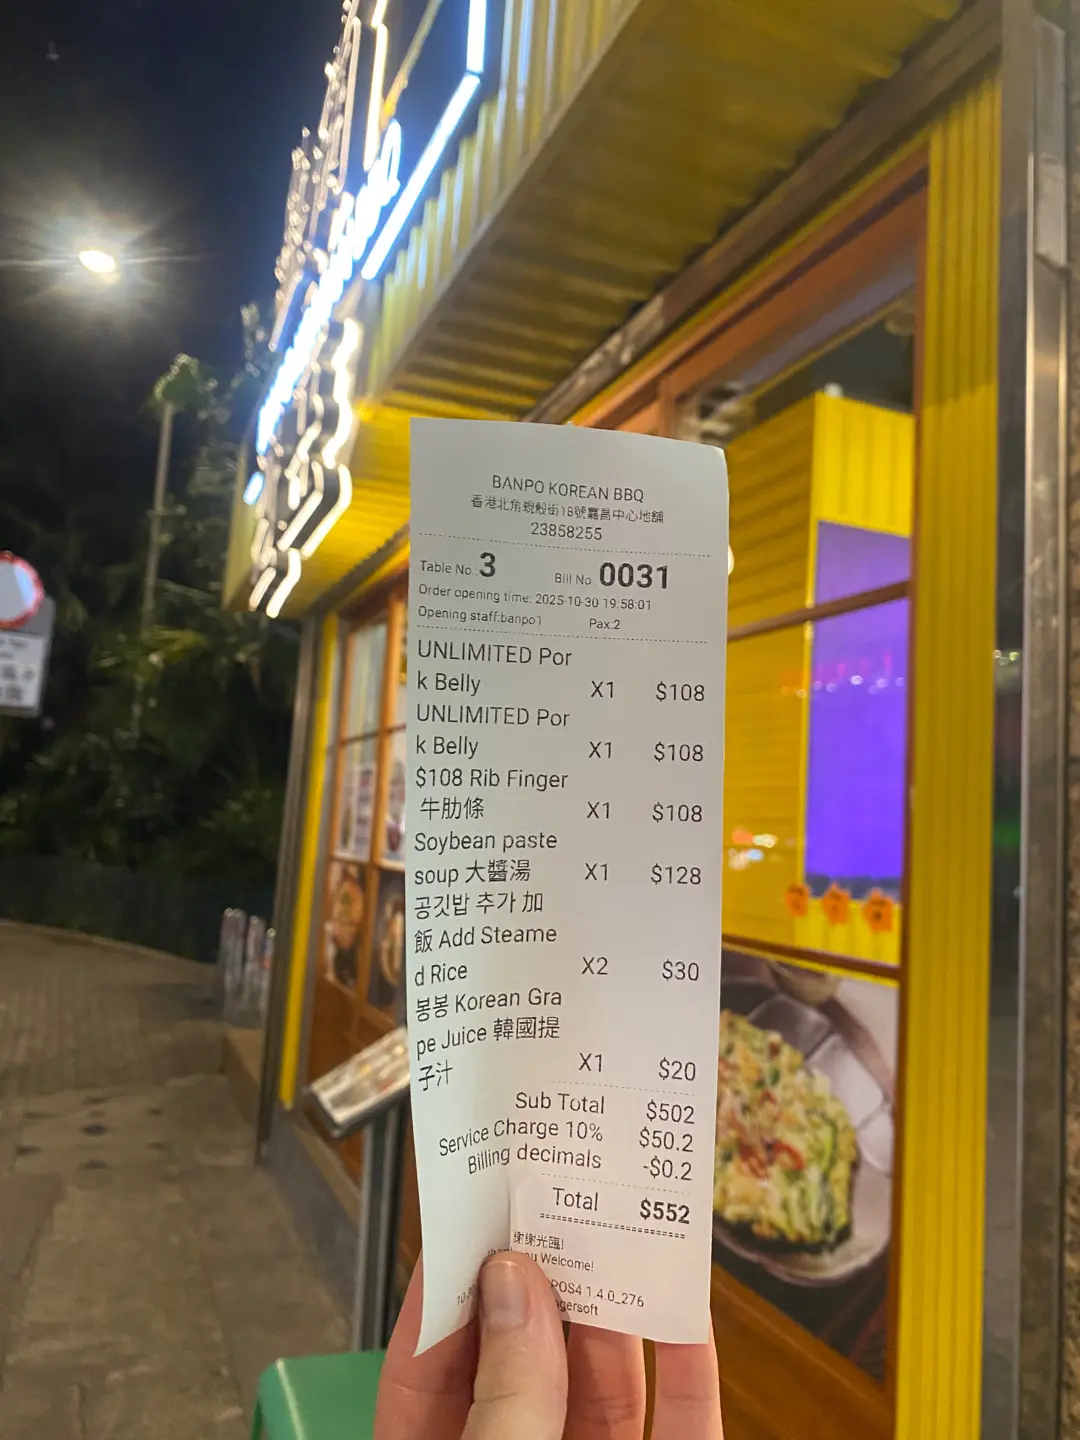 BANPO KOREAN BBQ
香港北角蜆殼街18號嘉昌中心地舖
23858255
Table No.:3 Bill No 0031
Order opening time: 2025-10-30 19:58:01
Opening staff:banpo1 Pax:2
UNLIMITED Por
k Belly X1 $108
UNLIMITED Por
k Belly X1 $108
$108 Rib Finger
牛肋條 X1 $108
Soybean paste
soup 大醬湯 X1 $128
공깃밥 추가 加
飯 Add Steame
d Rice X2 $30
봉봉 Korean Gra
pe Juice 韓國提
子汁 X1 $20
Sub Total $502
Service Charge 10% $50.2
Billing decimals -$0.2
Total $552
謝謝光臨!
Welcome!
POS4 1.4.0_276